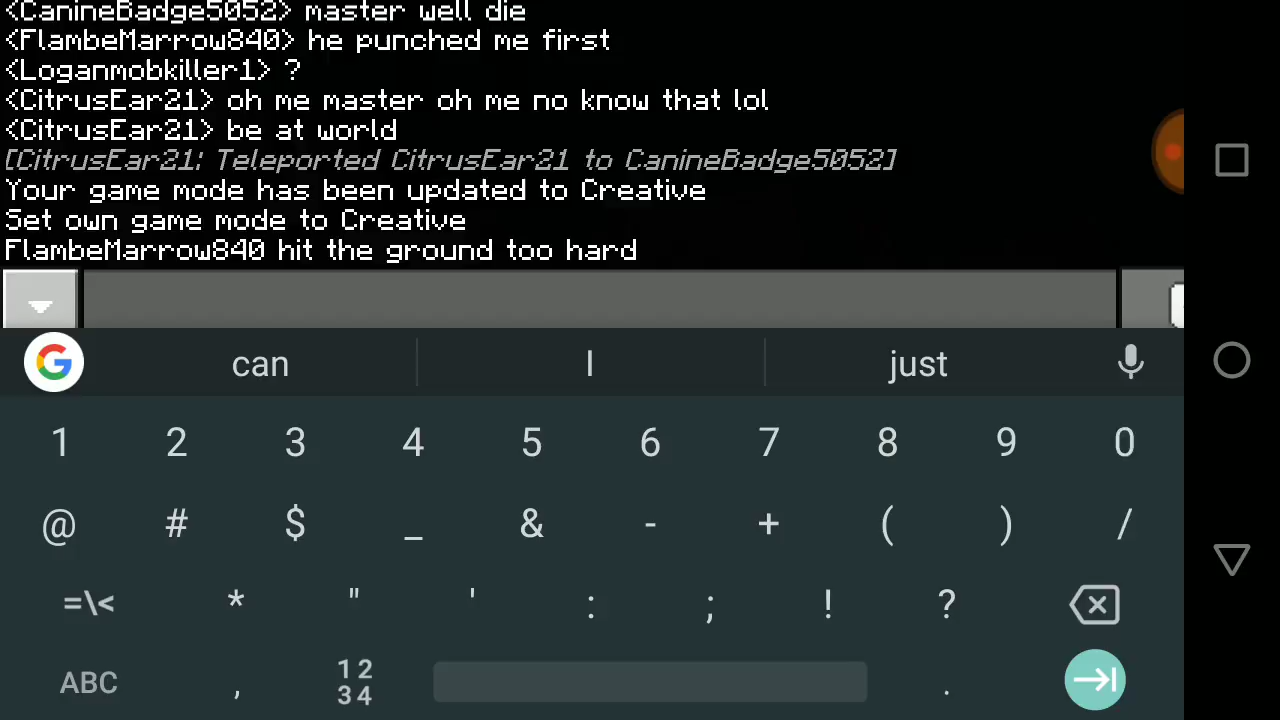 <CanineBadge5052> master well die
<FlambeMarrow840> he punched me first
<Loganmobkiller1> ?
<CitrusEar21> oh me master oh me no know that lol
<CitrusEar21> be at world
[CitrusEar21: Teleported CitrusEar21 to CanineBadge5052]
Your game mode has been updated to Creative
Set own game mode to Creative
FlambeMarrow840 hit the ground too hard
G can I just
1 2 3 4 5 6 7 8 9 0
@ # $ _ & - + ( ) /
=\< * " ' : ; ! ?
ABC , 12 34 .